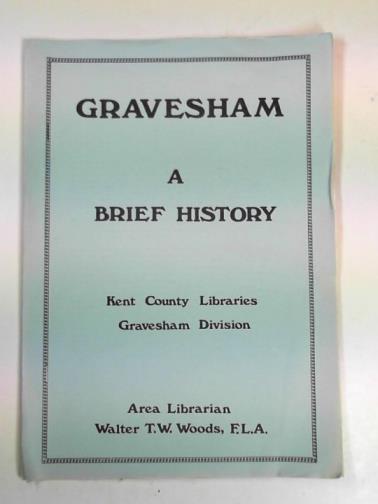 GRAVESHAM
A
BRIEF HISTORY
Kent County Libraries
Gravesham Division
Area Librarian
Walter T.W. Woods, F.L.A.